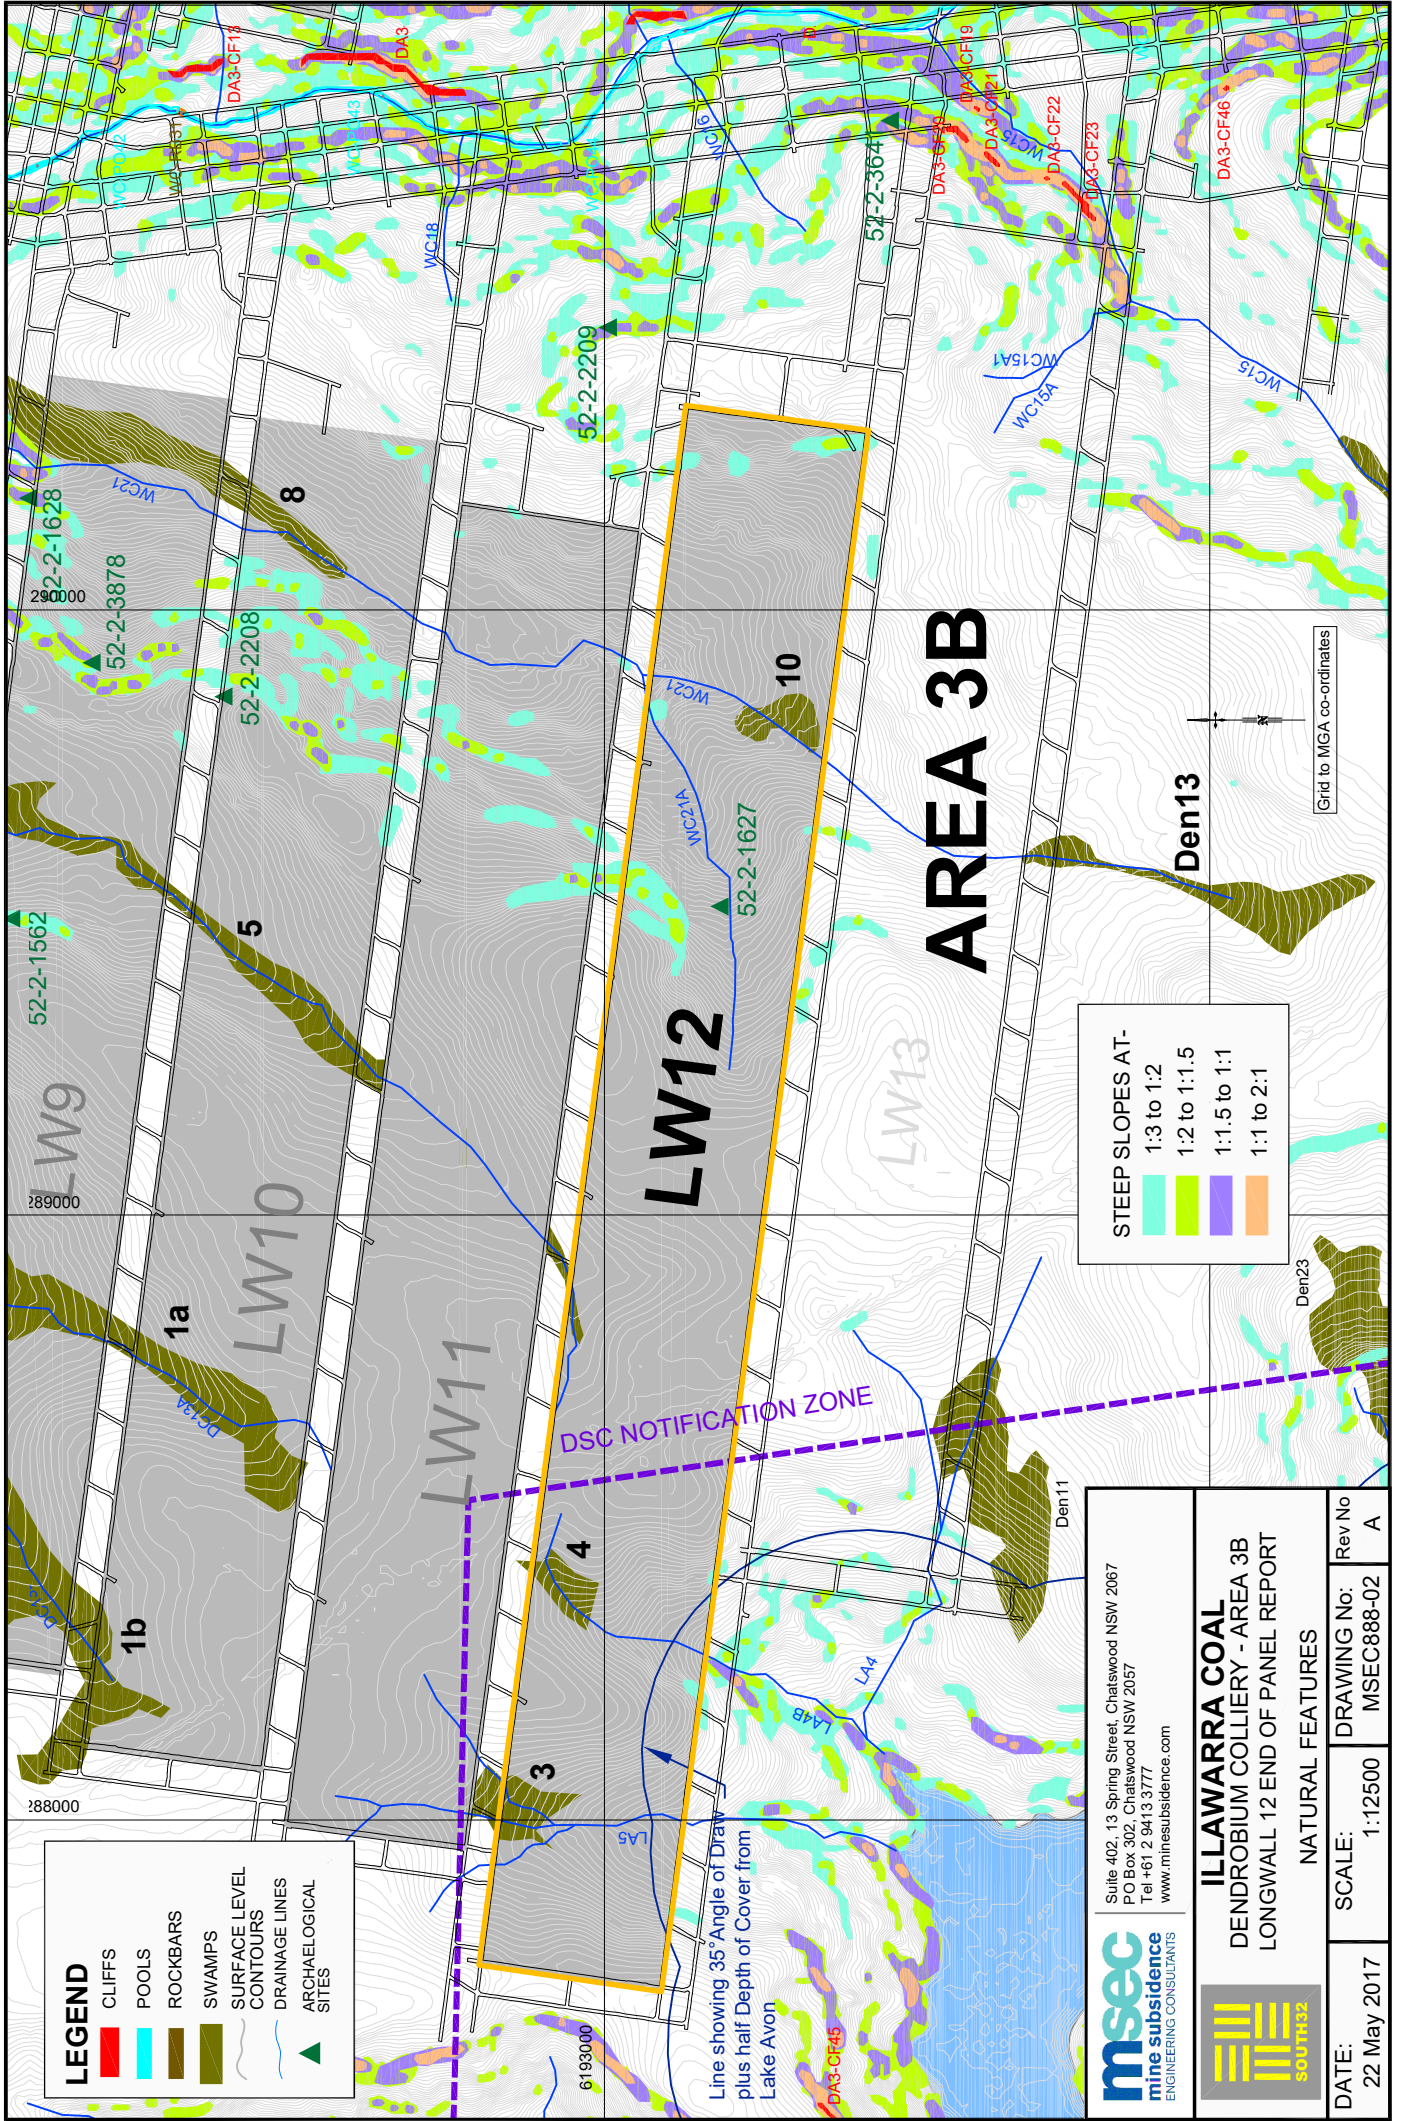 LEGEND
CLIFFS
POOLS
ROCKBARS
SWAMPS
SURFACE LEVEL
CONTOURS
DRAINAGE LINES
ARCHAELOGICAL
SITES
288000
289000
290000
6193000
1b
1a
5
8
3
4
10
LW9
LW10
LW11
LW12
LW13
AREA 3B
DC13A
WC21
WC21
WC21A
WC18
WC16
WC15
WC15
WC15A
WC15A1
LA4
LA4B
LA5
52-2-1562
52-2-1628
52-2-3878
52-2-2208
52-2-2209
52-2-1627
DA3-CF13
DA3
DA3-CF19
DA3-CF20
DA3-CF21
DA3-CF22
DA3-CF23
DA3-CF46
DA3-CF45
Den11
Den13
Den23
DSC NOTIFICATION ZONE
Line showing 35° Angle of Draw
plus half Depth of Cover from
Lake Avon
STEEP SLOPES AT-
1:3 to 1:2
1:2 to 1:1.5
1:1.5 to 1:1
1:1 to 2:1
N
Grid to MGA co-ordinates
msec
mine subsidence
ENGINEERING CONSULTANTS
Suite 402, 13 Spring Street, Chatswood NSW 2067
PO Box 302, Chatswood NSW 2057
Tel +61 2 9413 3777
www.minesubsidence.com
SOUTH32
ILLAWARRA COAL
DENDROBIUM COLLIERY - AREA 3B
LONGWALL 12 END OF PANEL REPORT
NATURAL FEATURES
DATE:
22 May 2017
SCALE:
1:12500
DRAWING No:
MSEC888-02
Rev No
A